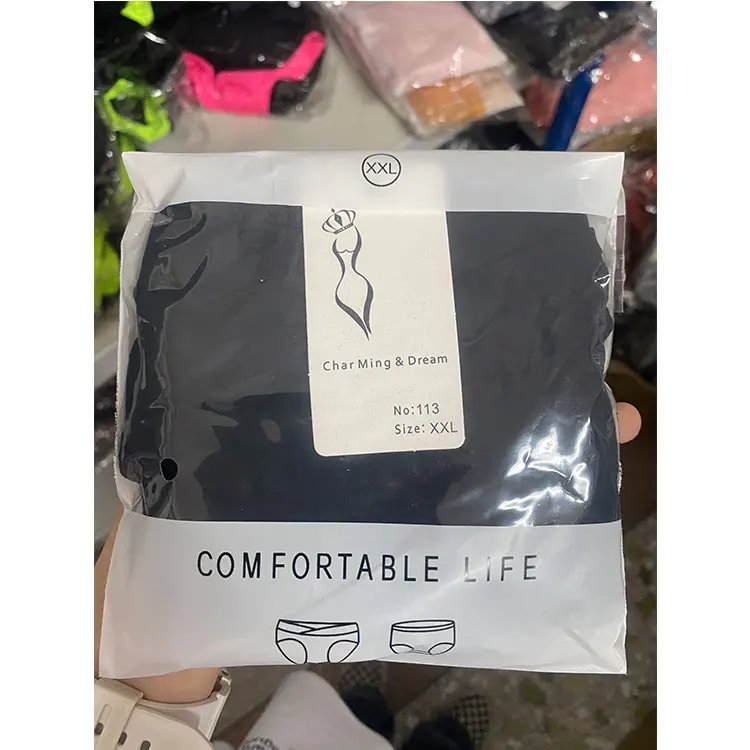 XXL
Char Ming & Dream
No:113
Size: XXL
COMFORTABLE LIFE